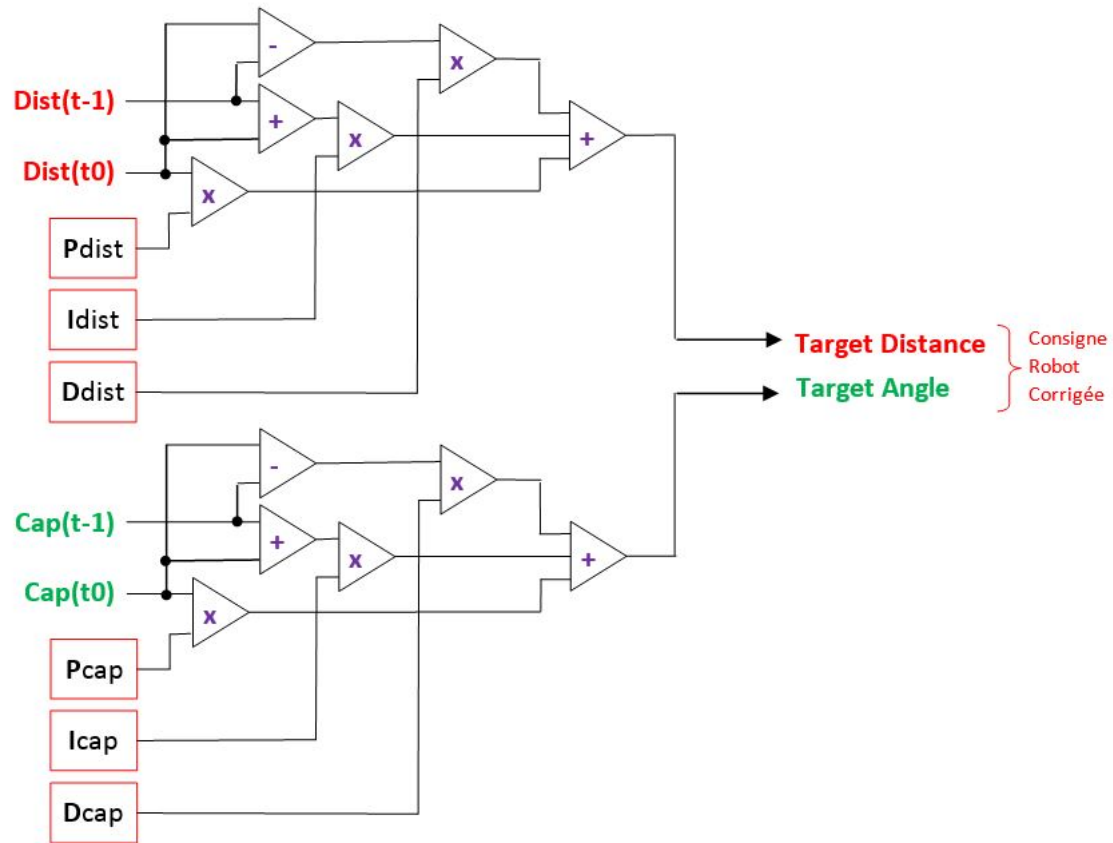 -
x
Dist(t-1)
+
x
+
Dist(t0)
x
Pdist
Idist
Ddist
Target Distance
Target Angle
Consigne
Robot
Corrigée
-
x
Cap(t-1)
+
x
+
Cap(t0)
x
Pcap
Icap
Dcap